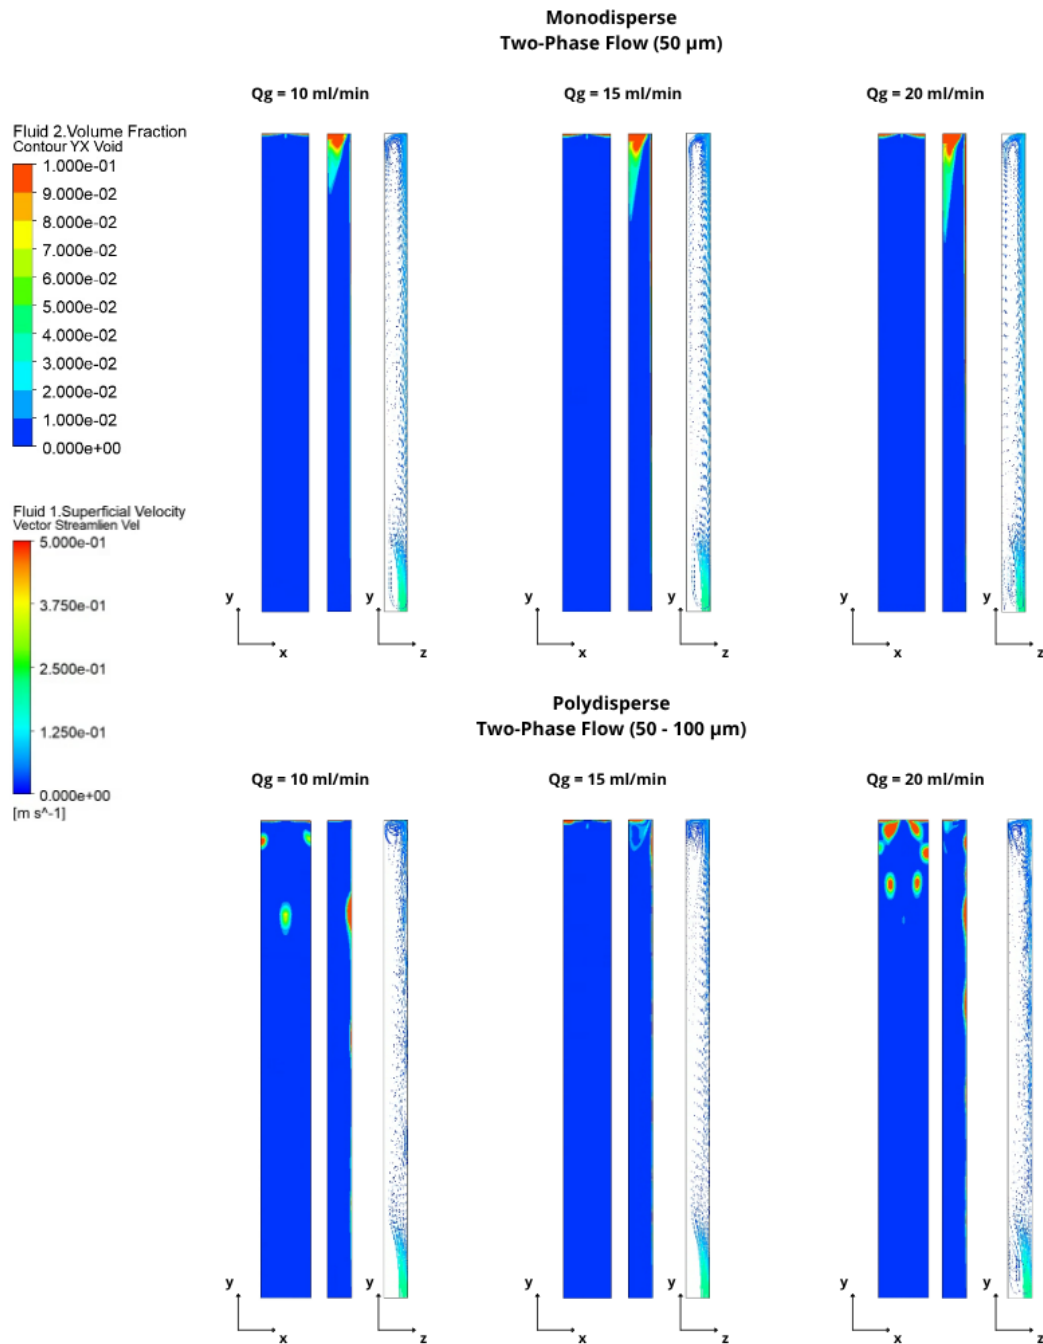 Monodisperse
Two-Phase Flow (50 µm)
Qg = 10 ml/min
Qg = 15 ml/min
Qg = 20 ml/min
Fluid 2.Volume Fraction
Contour YX Void
1.000e-01
9.000e-02
8.000e-02
7.000e-02
6.000e-02
5.000e-02
4.000e-02
3.000e-02
2.000e-02
1.000e-02
0.000e+00
Fluid 1.Superficial Velocity
Vector Streamlien Vel
5.000e-01
3.750e-01
2.500e-01
1.250e-01
0.000e+00
[m s^-1]
y
x
y
z
y
x
y
z
y
x
y
z
Polydisperse
Two-Phase Flow (50 - 100 µm)
Qg = 10 ml/min
Qg = 15 ml/min
Qg = 20 ml/min
y
x
y
z
y
x
y
z
y
x
y
z